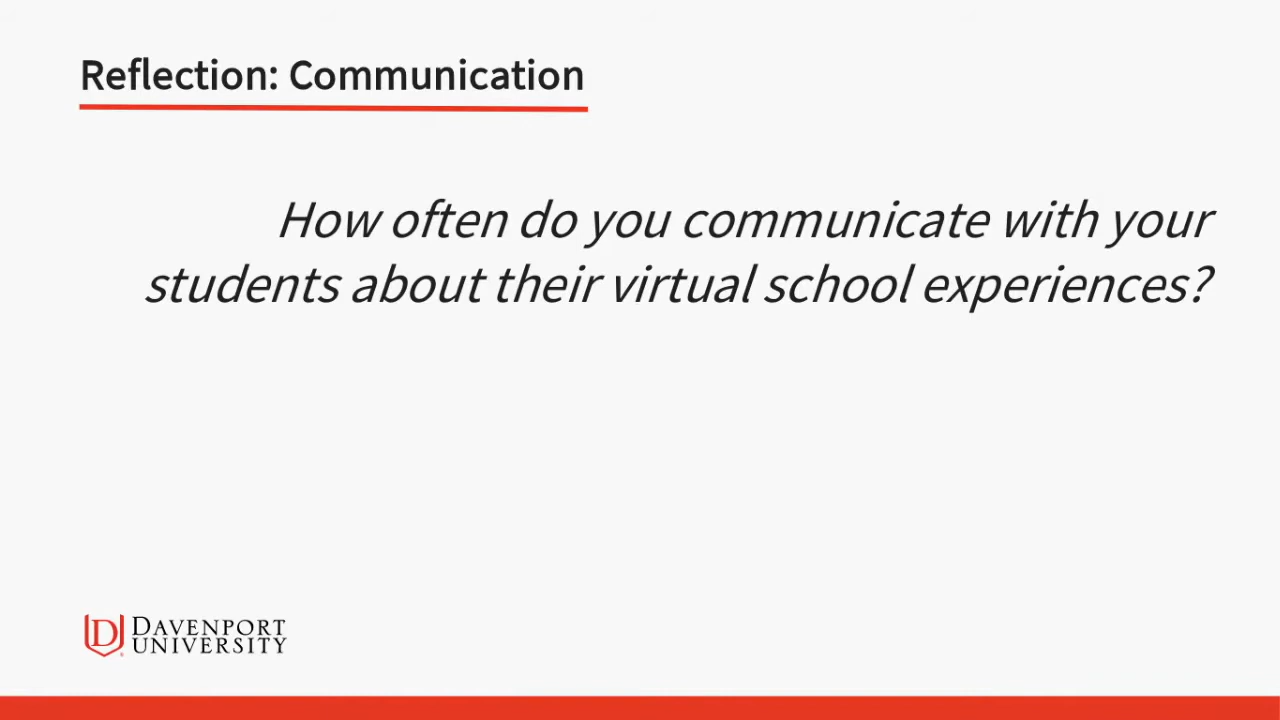 Reflection: Communication
How often do you communicate with your
students about their virtual school experiences?
D
DAVENPORT
UNIVERSITY